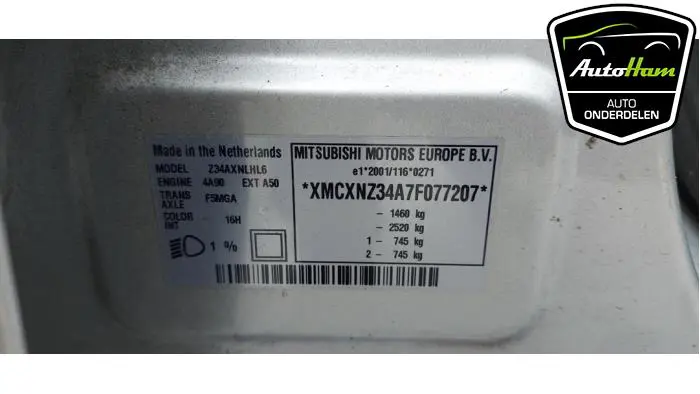 AutoHam
AUTO
ONDERDELEN
Made in the Netherlands
MODEL Z34AXNLHL6
ENGINE 4A90 EXT A50
TRANS AXLE F5MGA
COLOR INT 16H
1 %
MITSUBISHI MOTORS EUROPE B.V.
e1*2001/116*0271
*XMCXNZ34A7F077207*
- 1460 kg
- 2520 kg
1 - 745 kg
2 - 745 kg
6